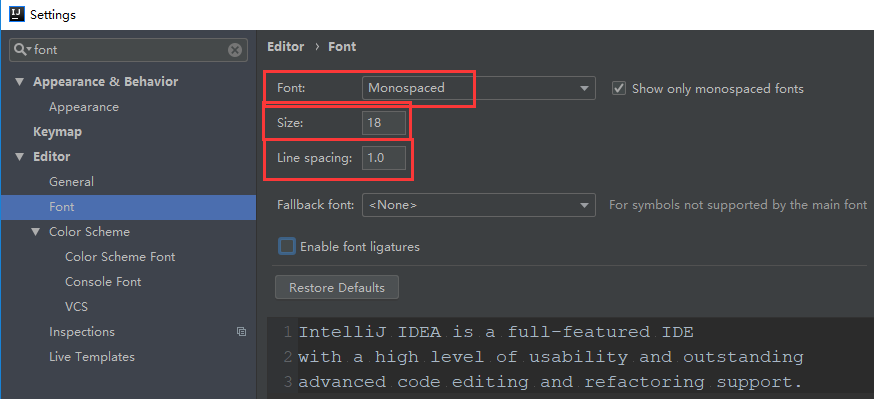 IJ Settings
font
Appearance & Behavior
Appearance
Keymap
Editor
General
Font
Color Scheme
Color Scheme Font
Console Font
VCS
Inspections
Live Templates
Editor › Font
Font: Monospaced Show only monospaced fonts
Size: 18
Line spacing: 1.0
Fallback font: <None> For symbols not supported by the main font
Enable font ligatures
Restore Defaults
1 IntelliJ IDEA is a full-featured IDE
2 with a high level of usability and outstanding
3 advanced code editing and refactoring support.